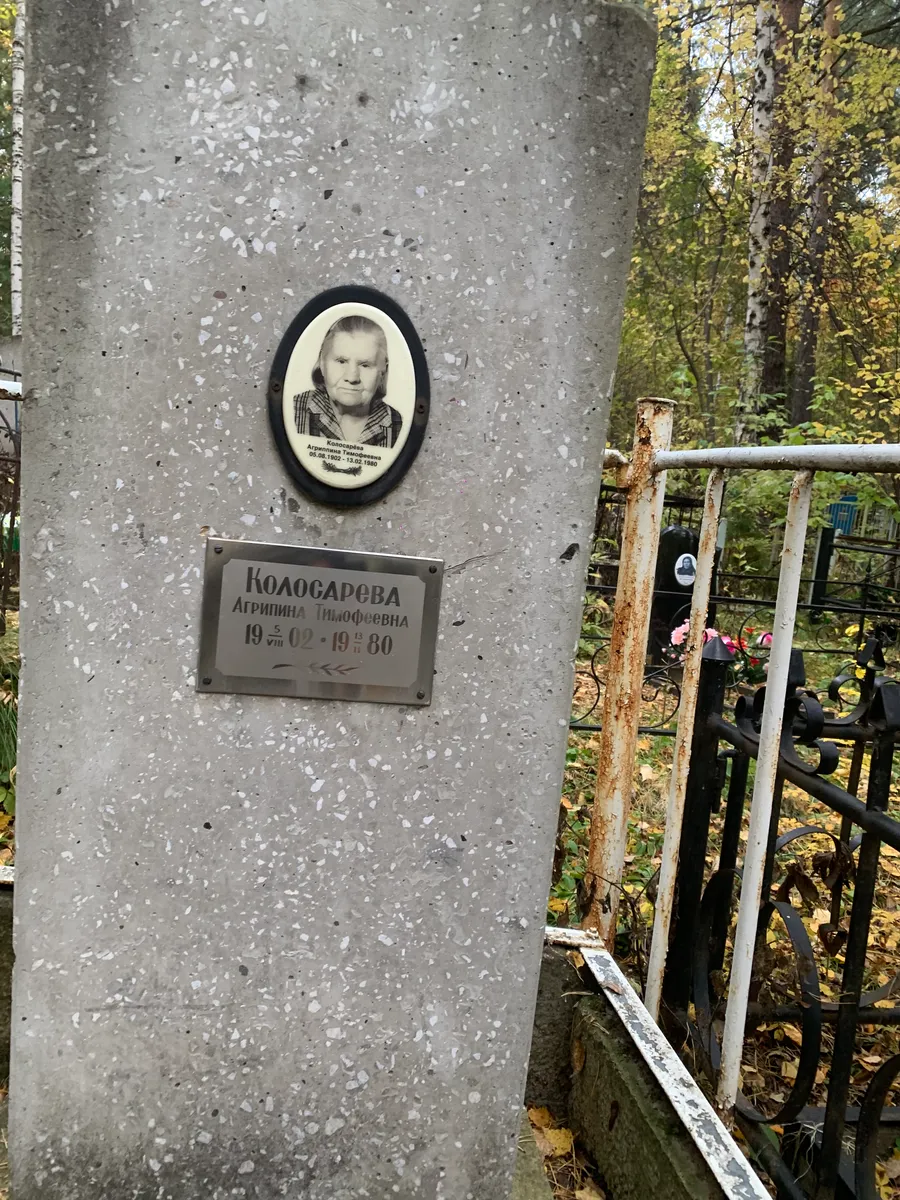 Колосарёва
Агриппина Тимофеевна
05.08.1902 - 13.02.1980
Колосарева
Агрипина Тимофеевна
19 5/VIII 02 • 19 13/II 80